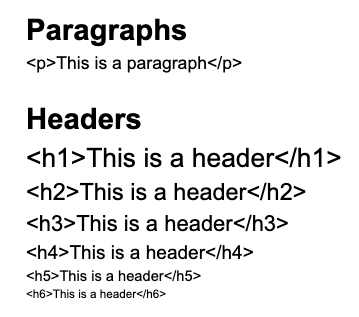 Paragraphs
<p>This is a paragraph</p>
Headers
<h1>This is a header</h1>
<h2>This is a header</h2>
<h3>This is a header</h3>
<h4>This is a header</h4>
<h5>This is a header</h5>
<h6>This is a header</h6>